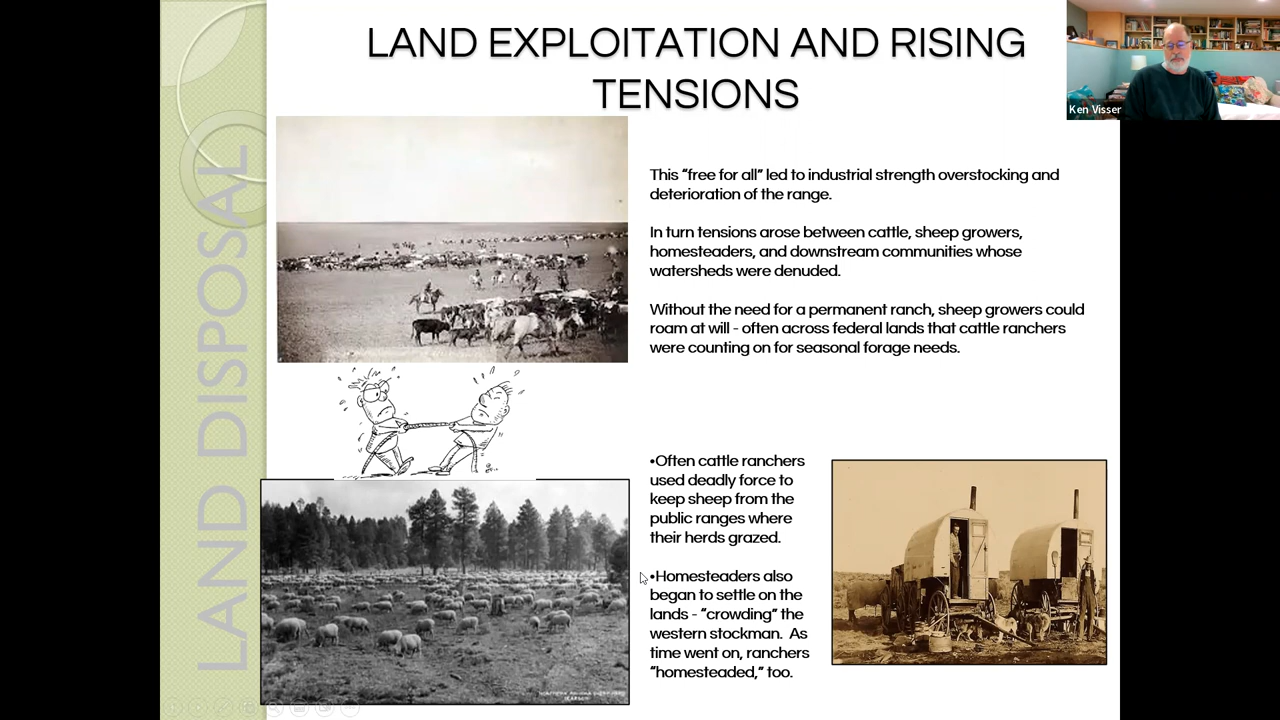 LAND EXPLOITATION AND RISING
TENSIONS
Ken Visser
LAND DISPOSAL
This “free for all” led to industrial strength overstocking and
deterioration of the range.
In turn tensions arose between cattle, sheep growers,
homesteaders, and downstream communities whose
watersheds were denuded.
Without the need for a permanent ranch, sheep growers could
roam at will - often across federal lands that cattle ranchers
were counting on for seasonal forage needs.
•Often cattle ranchers
used deadly force to
keep sheep from the
public ranges where
their herds grazed.
•Homesteaders also
began to settle on the
lands - “crowding” the
western stockman.  As
time went on, ranchers
“homesteaded,” too.